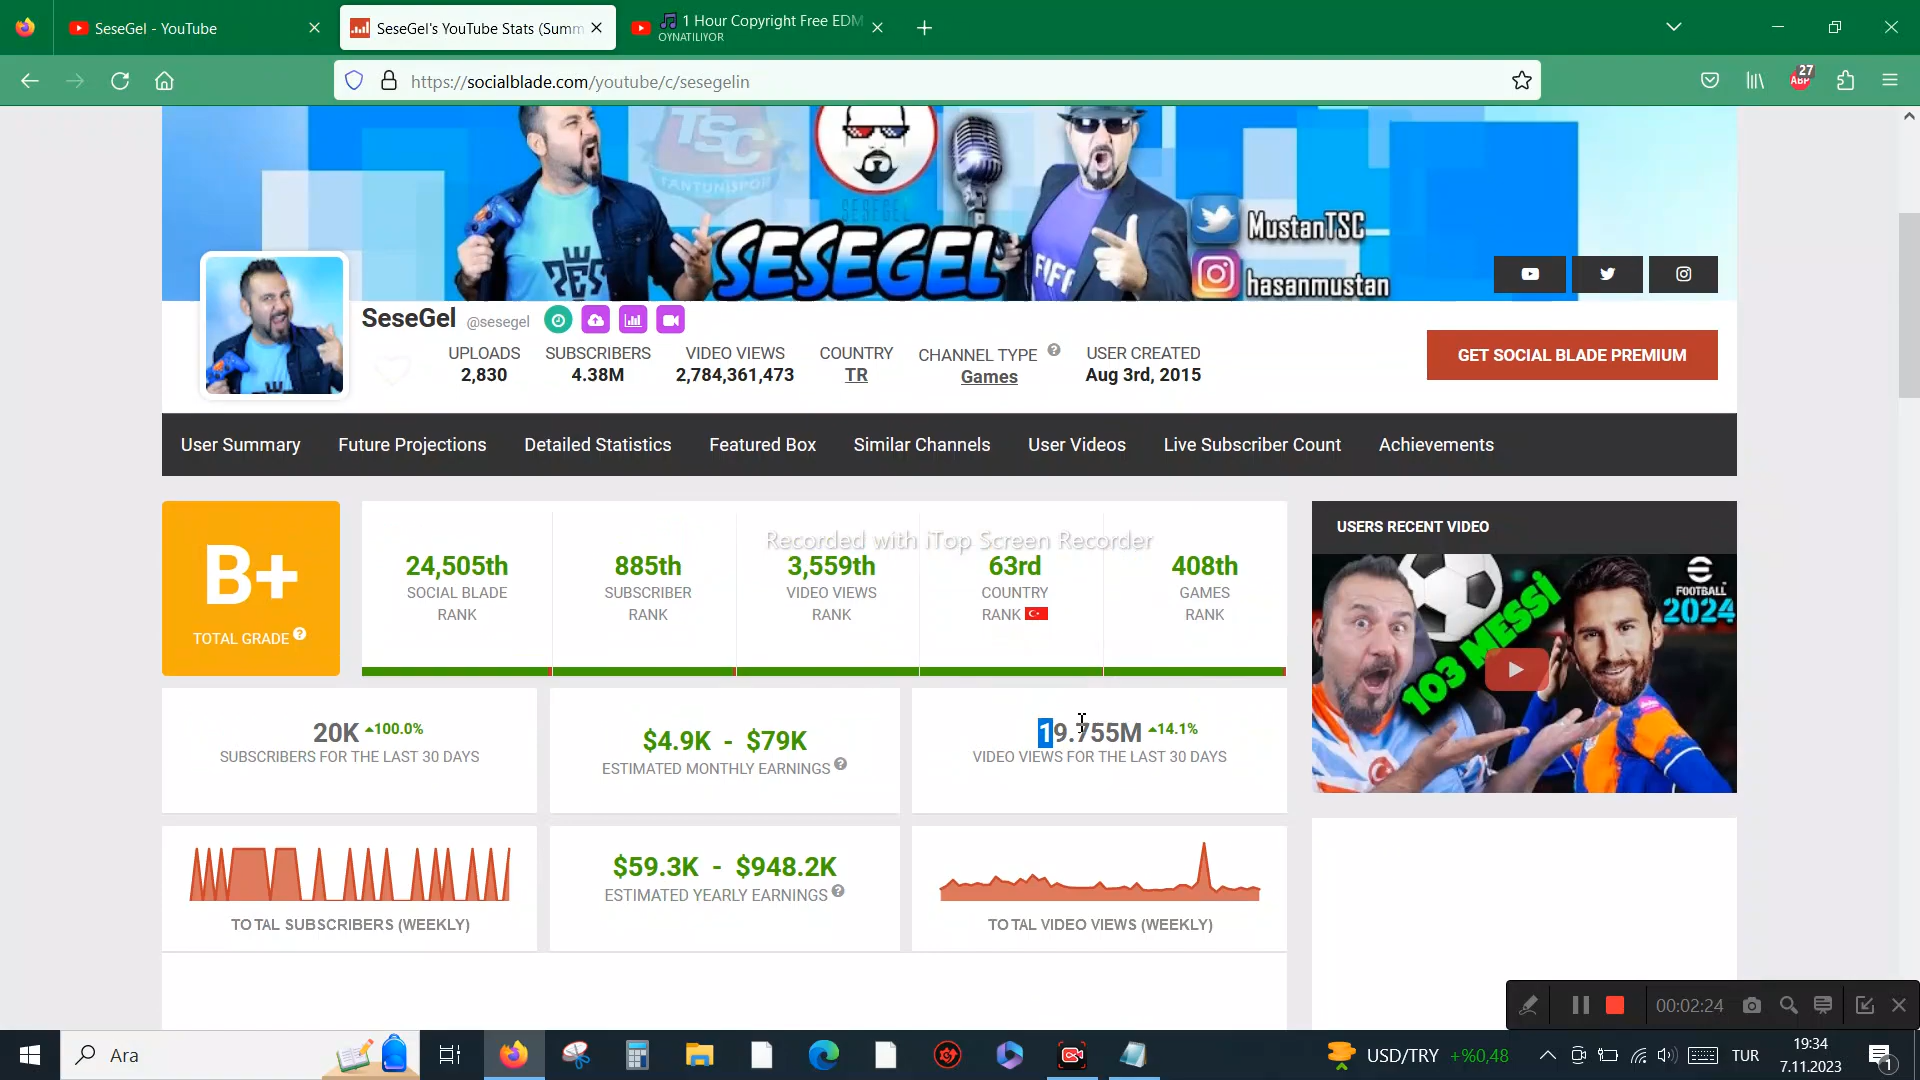 SeseGel - YouTube
SeseGel's YouTube Stats (Summ
1 Hour Copyright Free EDM
OYNATILIYOR
https://socialblade.com/youtube/c/sesegelin
27
ABP
TSC
FANTUNISPOR
SESEGEL
SESEGEL
PES
FIFA
MustanTSC
hasanmustan
SeseGel @sesegel
UPLOADS
2,830
SUBSCRIBERS
4.38M
VIDEO VIEWS
2,784,361,473
COUNTRY
TR
CHANNEL TYPE
Games
USER CREATED
Aug 3rd, 2015
GET SOCIAL BLADE PREMIUM
User Summary
Future Projections
Detailed Statistics
Featured Box
Similar Channels
User Videos
Live Subscriber Count
Achievements
B+
TOTAL GRADE
Recorded with iTop Screen Recorder
24,505th
SOCIAL BLADE
RANK
885th
SUBSCRIBER
RANK
3,559th
VIDEO VIEWS
RANK
63rd
COUNTRY
RANK
408th
GAMES
RANK
USERS RECENT VIDEO
103 MESSI
FOOTBALL
2024
20K 100.0%
SUBSCRIBERS FOR THE LAST 30 DAYS
$4.9K - $79K
ESTIMATED MONTHLY EARNINGS
19.755M 14.1%
VIDEO VIEWS FOR THE LAST 30 DAYS
TOTAL SUBSCRIBERS (WEEKLY)
$59.3K - $948.2K
ESTIMATED YEARLY EARNINGS
TOTAL VIDEO VIEWS (WEEKLY)
00:02:24
Ara
USD/TRY +%0,48
TUR
19:34
7.11.2023
1